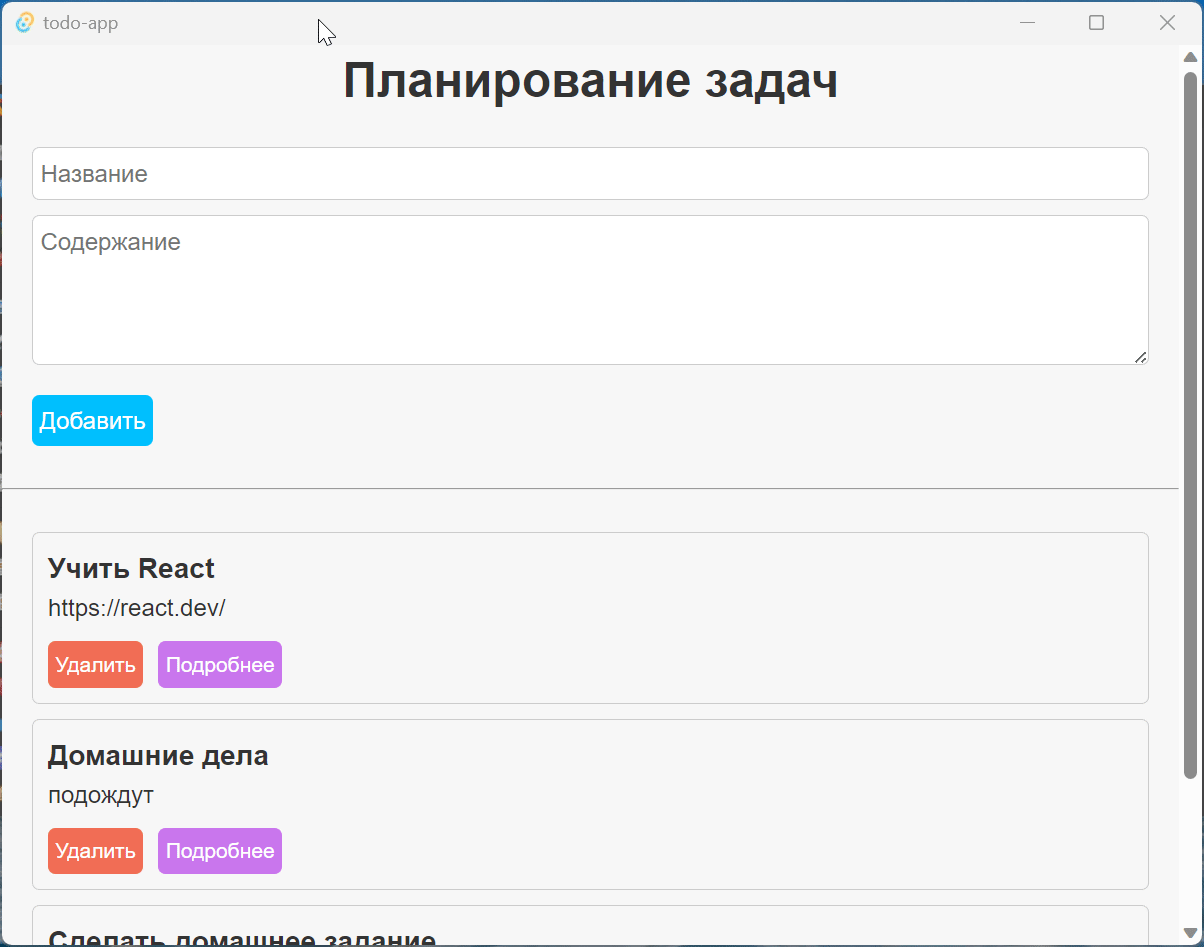 todo-app
Планирование задач
Название
Содержание
Добавить
Учить React
https://react.dev/
Удалить Подробнее
Домашние дела
подождут
Удалить Подробнее
Сделать домашнее задание